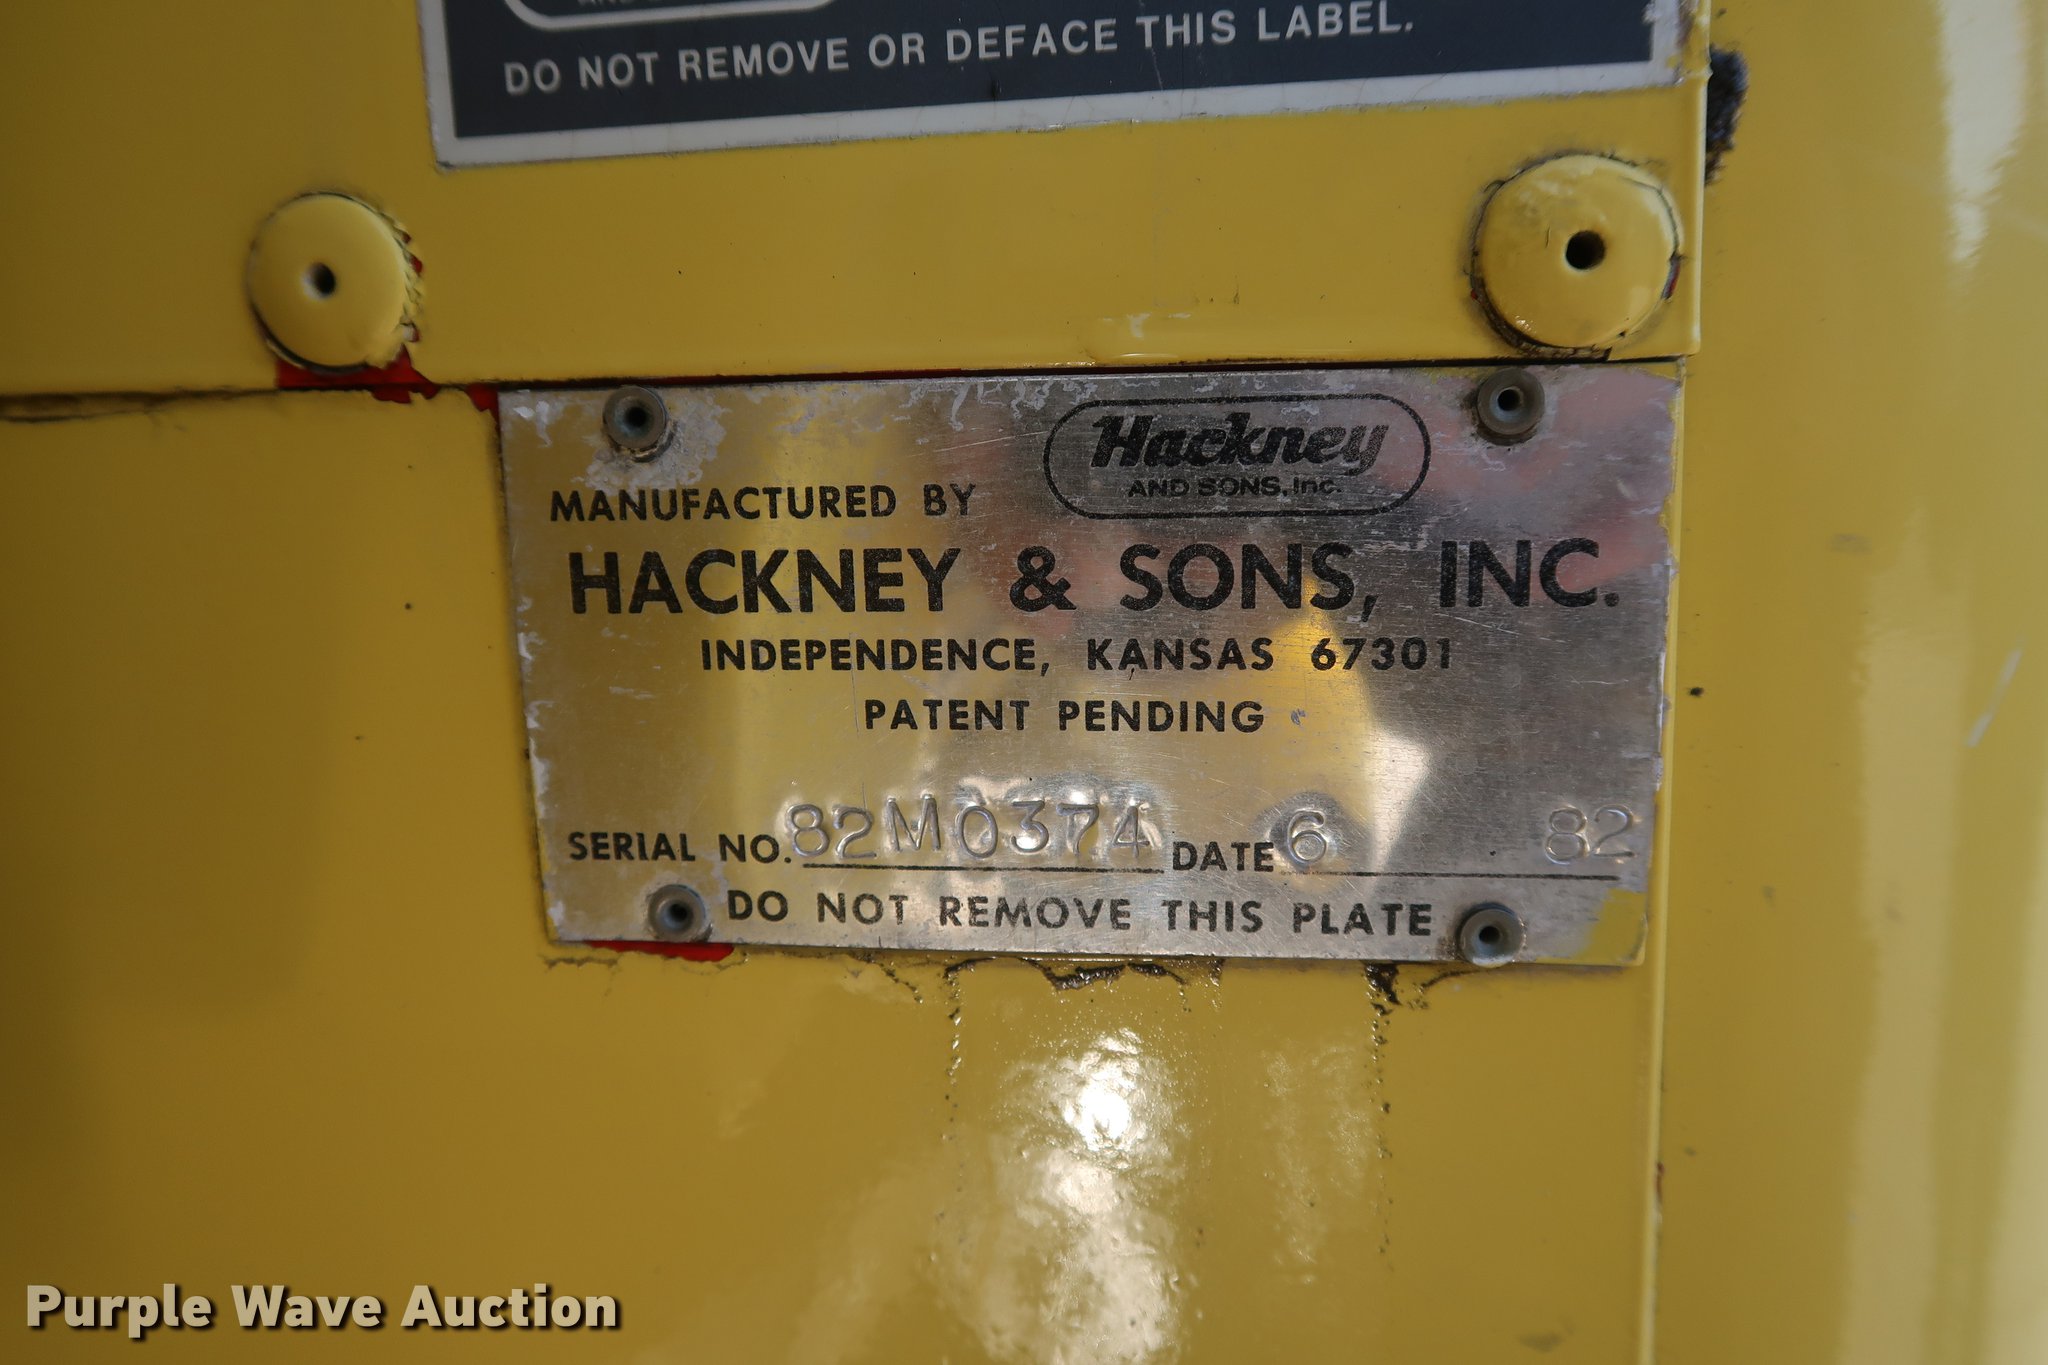 DO NOT REMOVE OR DEFACE THIS LABEL.
Hackney
AND SONS, Inc.
MANUFACTURED BY
HACKNEY & SONS, INC.
INDEPENDENCE, KANSAS 67301
PATENT PENDING
SERIAL NO. 82M0374 DATE 6 82
DO NOT REMOVE THIS PLATE
Purple Wave Auction